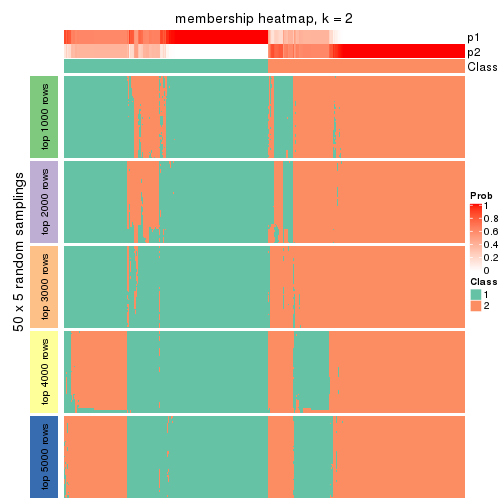 membership heatmap, k = 2
p1
p2
Class
50 x 5 random samplings
top 1000 rows
top 2000 rows
top 3000 rows
top 4000 rows
top 5000 rows
Prob
1
0.8
0.6
0.4
0.2
0
Class
1
2